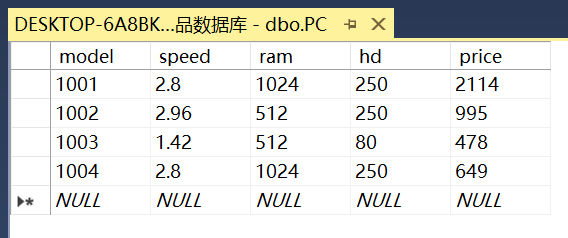 DESKTOP-6A8BK...品数据库 - dbo.PC
model speed ram hd price
1001 2.8 1024 250 2114
1002 2.96 512 250 995
1003 1.42 512 80 478
1004 2.8 1024 250 649
NULL NULL NULL NULL NULL